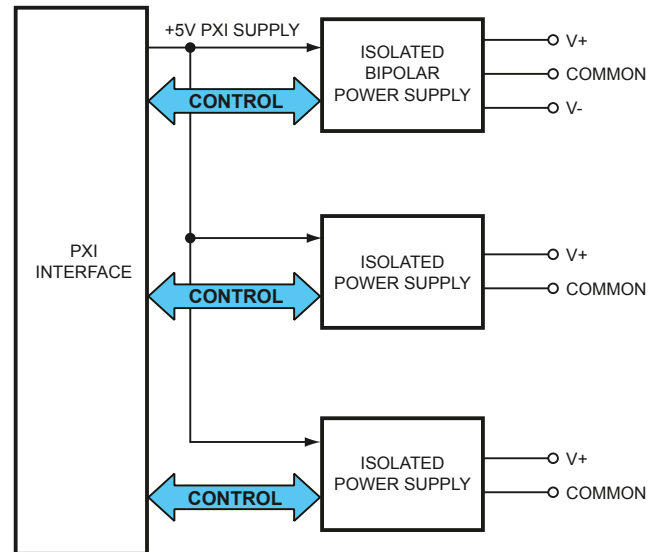 +5V PXI SUPPLY
ISOLATED
BIPOLAR
POWER SUPPLY
V+
COMMON
V-
CONTROL
PXI
INTERFACE
ISOLATED
POWER SUPPLY
V+
COMMON
CONTROL
ISOLATED
POWER SUPPLY
V+
COMMON
CONTROL